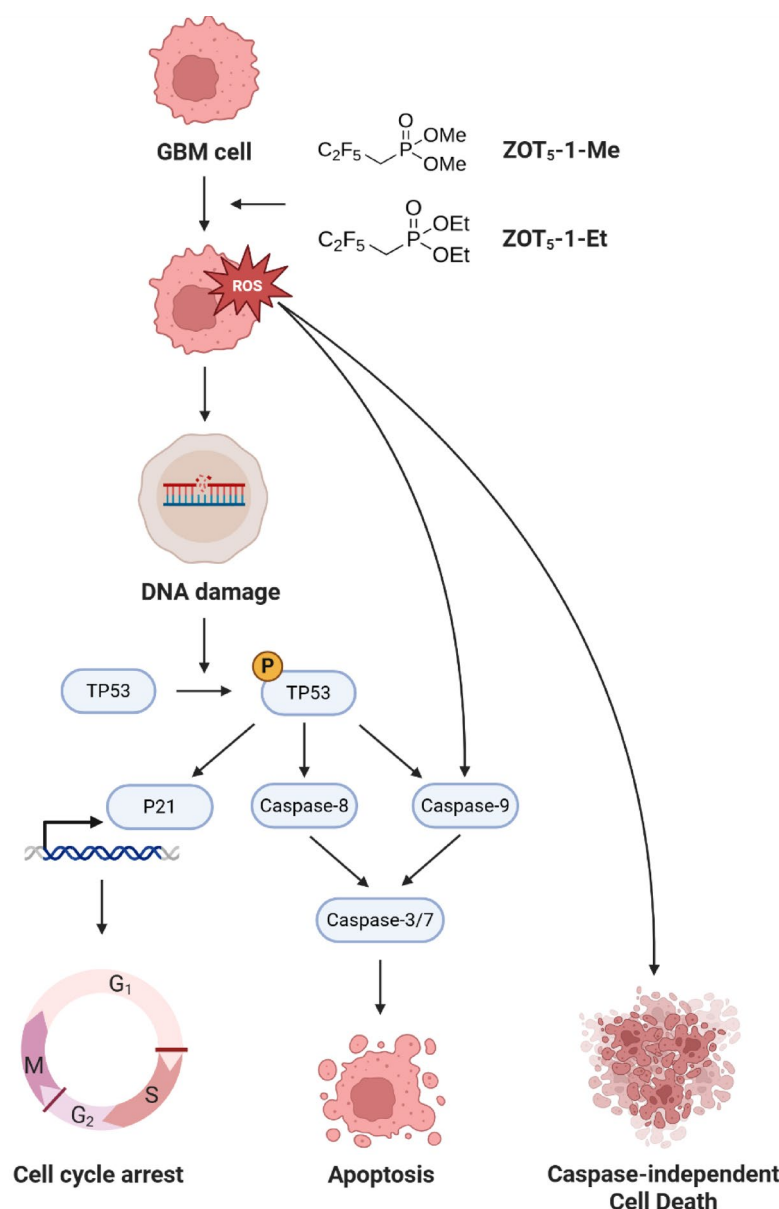 GBM cell
O
C₂F₅ P OMe
OMe
ZOT₅-1-Me
O
C₂F₅ P OEt
OEt
ZOT₅-1-Et
ROS
DNA damage
P
TP53
TP53
P21
Caspase-8
Caspase-9
Caspase-3/7
G₁
M
S
G₂
Cell cycle arrest
Apoptosis
Caspase-independent
Cell Death